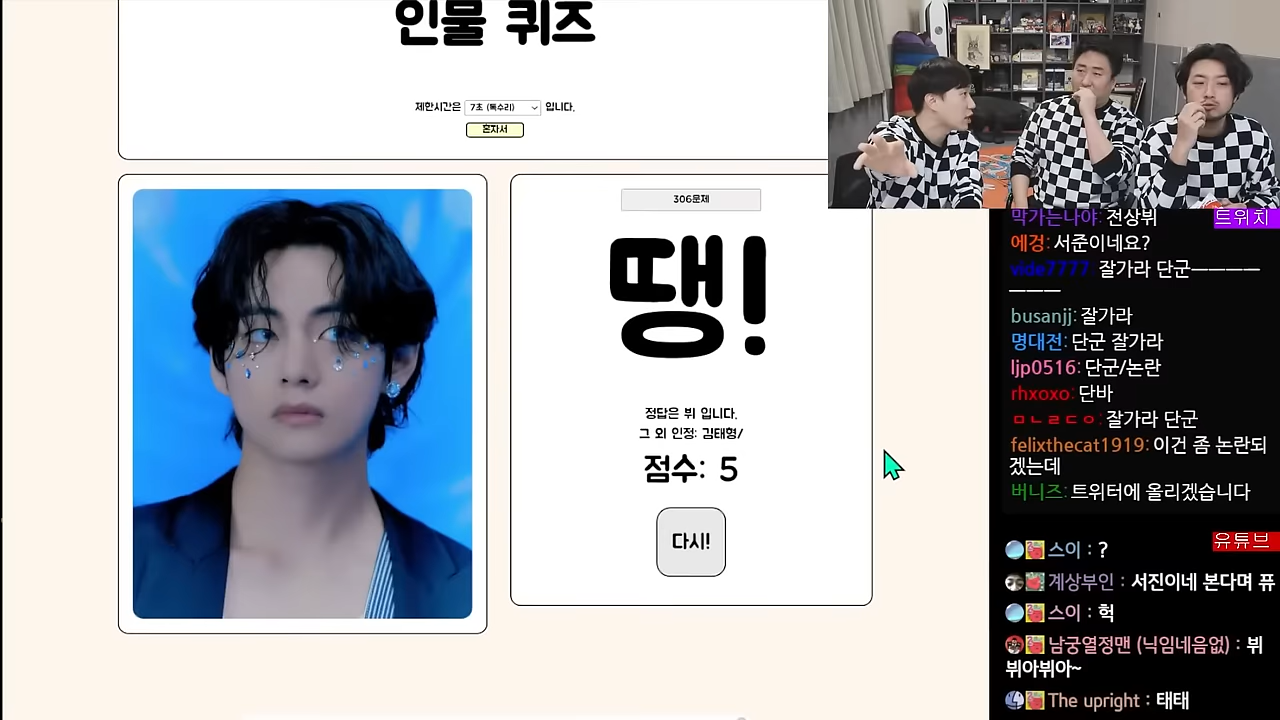 인물 퀴즈
제한시간은 7초 (독수리) 입니다.
혼자서
306문제
땡!
정답은 뷔 입니다.
그 외 인정: 김태형/
점수: 5
다시!
막가는나야: 전상뷔
트위치
에겅: 서준이네요?
vide7777: 잘가라 단군ㅡㅡㅡㅡ
ㅡㅡㅡ
busanjj: 잘가라
명대전: 단군 잘가라
ljp0516: 단군/논란
rhxoxo: 단바
ㅁㄴㄹㄷㅇ: 잘가라 단군
felixthecat1919: 이건 좀 논란되
겠는데
버니즈: 트위터에 올리겠습니다
유튜브
스이 : ?
계상부인 : 서진이네 본다며 퓨
스이 : 헉
남궁열정맨 (닉임네음없) : 뷔
뷔아뷔아~
The upright : 태태